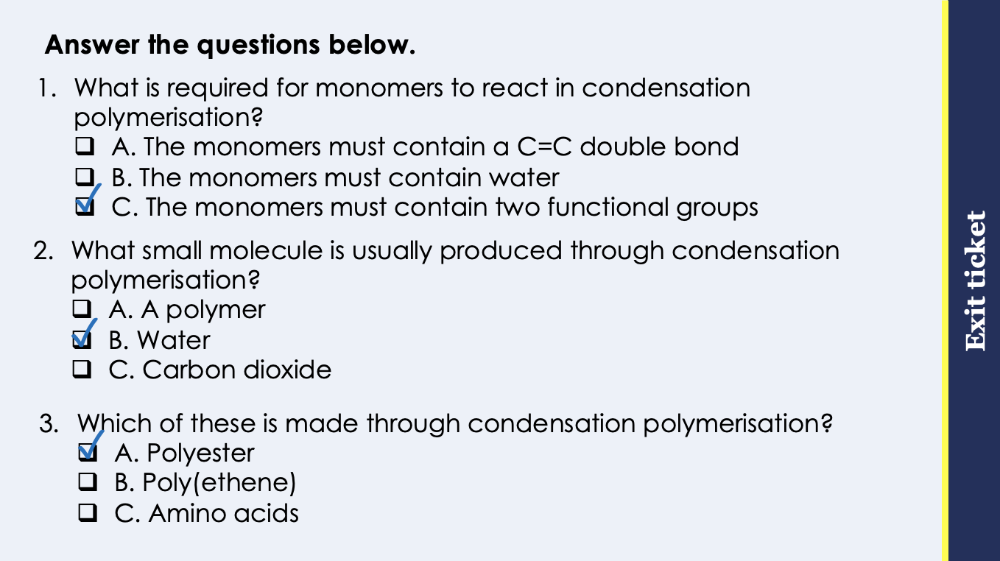 Answer the questions below.
1. What is required for monomers to react in condensation
polymerisation?
A. The monomers must contain a C=C double bond
B. The monomers must contain water
C. The monomers must contain two functional groups
2. What small molecule is usually produced through condensation
polymerisation?
A. A polymer
B. Water
C. Carbon dioxide
3. Which of these is made through condensation polymerisation?
A. Polyester
B. Poly(ethene)
C. Amino acids
Exit ticket